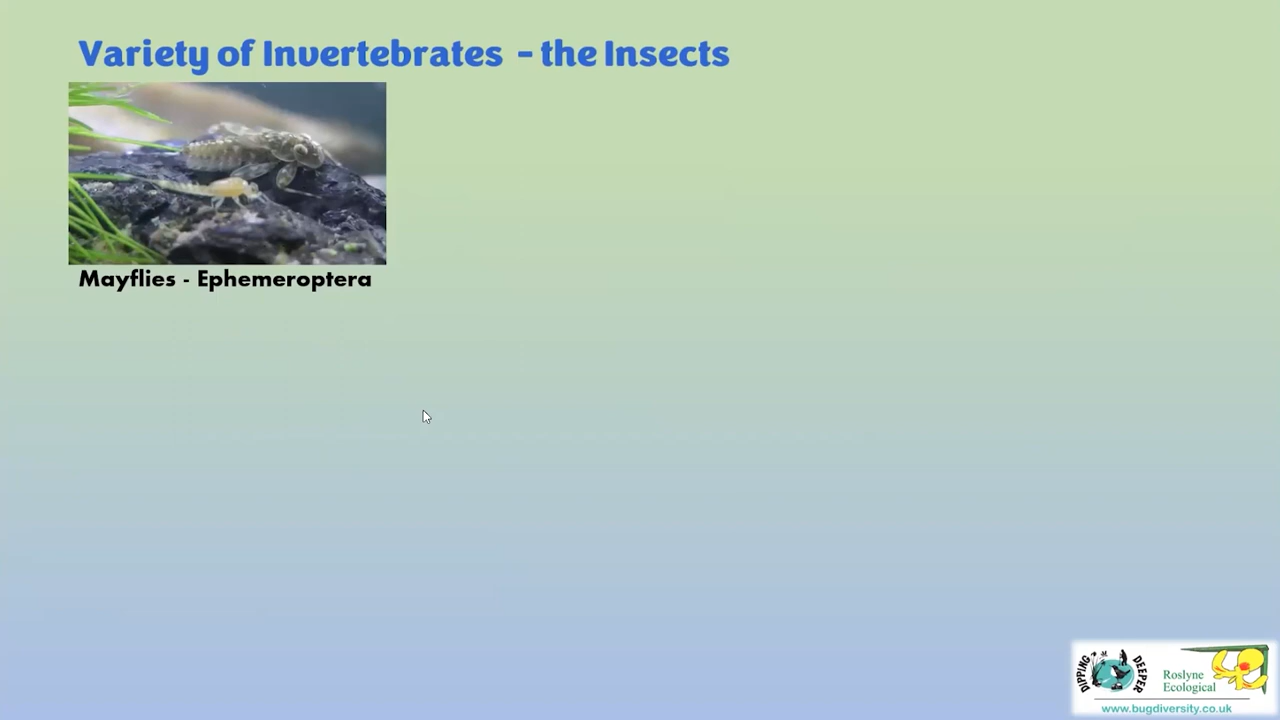 Variety of Invertebrates - the Insects
Mayflies - Ephemeroptera
DIPPING DEEPER
Roslyne
Ecological
www.bugdiversity.co.uk